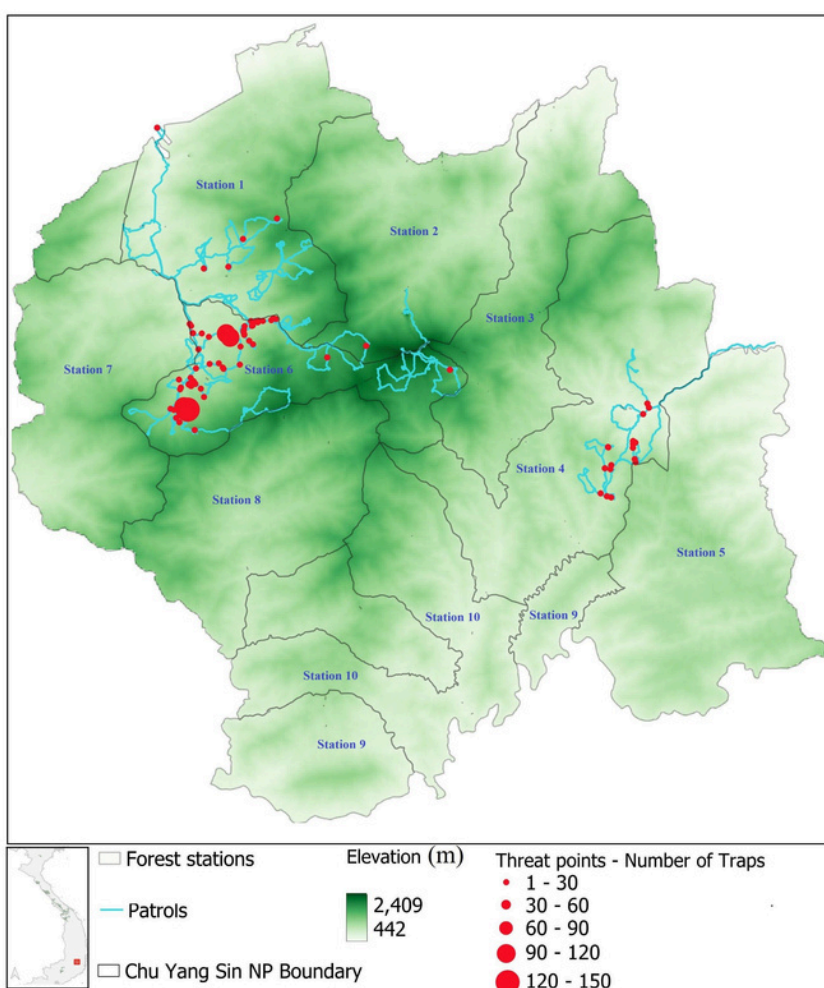 Station 1
Station 2
Station 3
Station 7
Station 6
Station 4
Station 8
Station 5
Station 10
Station 9
Station 10
Station 9
Forest stations
Patrols
Chu Yang Sin NP Boundary
Elevation (m)
2,409
442
Threat points - Number of Traps
1 - 30
30 - 60
60 - 90
90 - 120
120 - 150